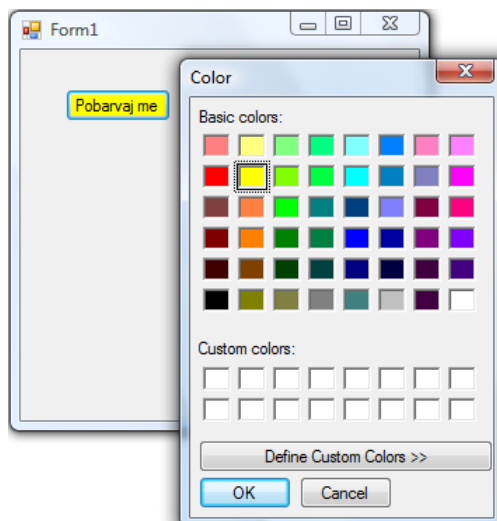 Form1
Pobarvaj me
Color
Basic colors:
Custom colors:
Define Custom Colors >>
OK
Cancel